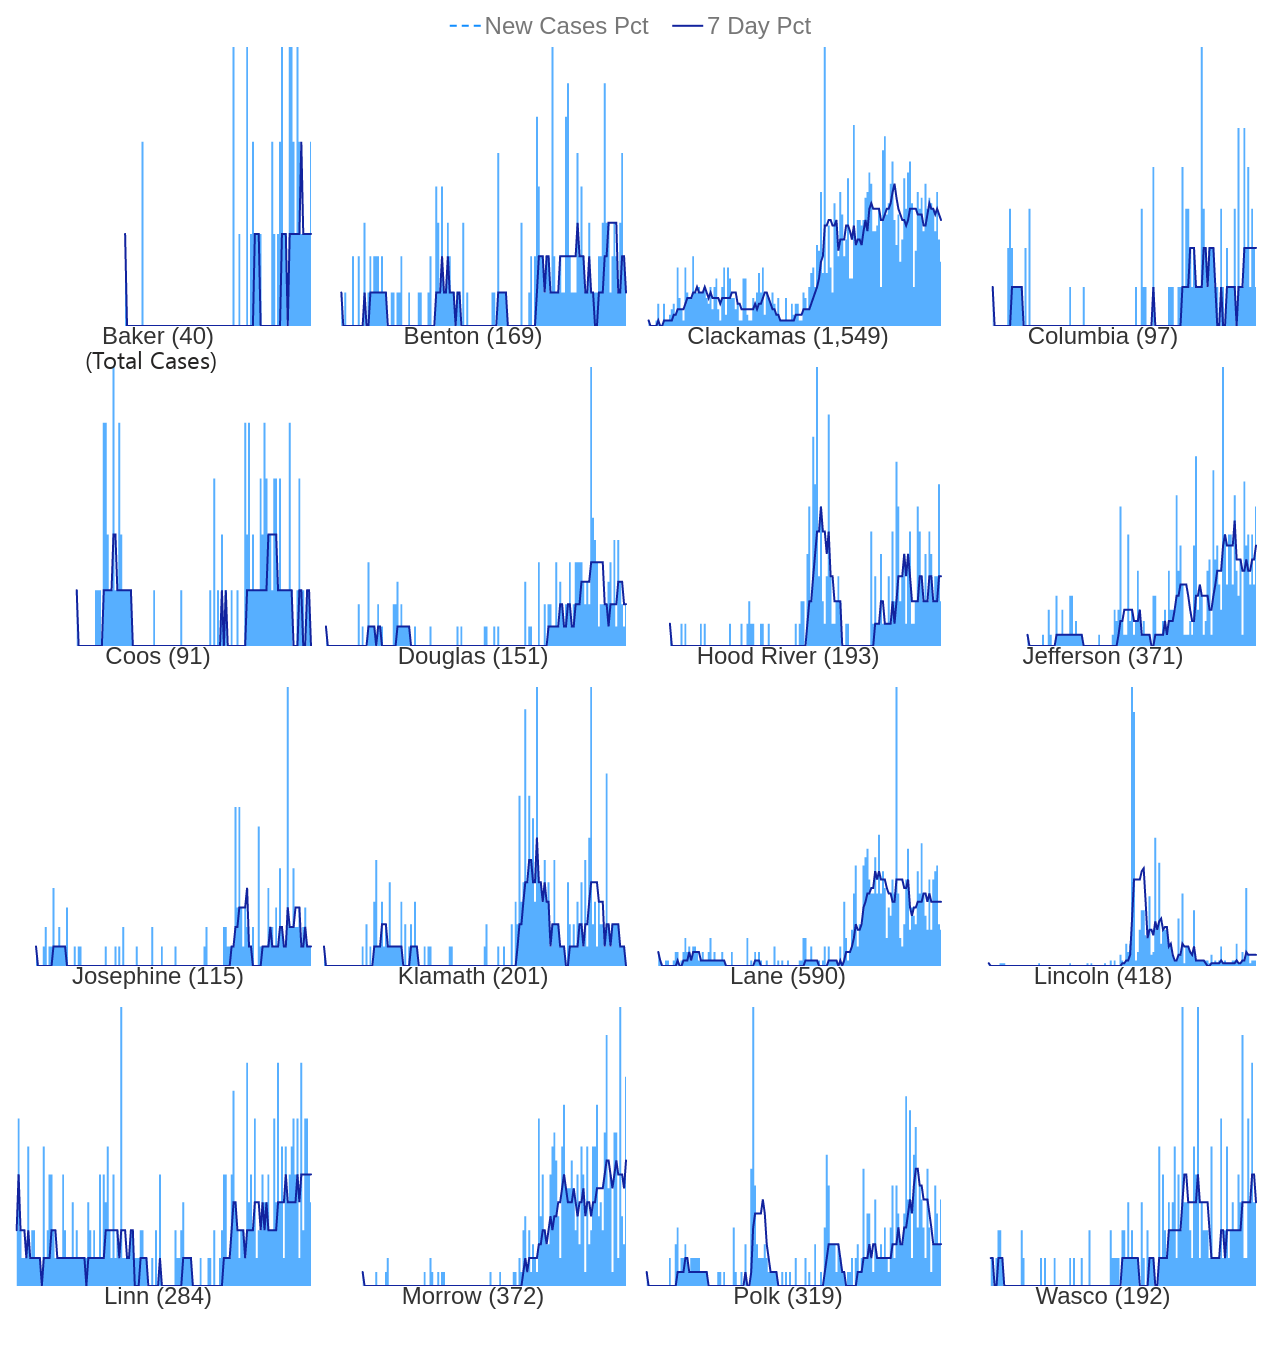 New Cases Pct 7 Day Pct
Baker (40) Benton (169) Clackamas (1,549) Columbia (97)
(Total Cases)
Coos (91) Douglas (151) Hood River (193) Jefferson (371)
Josephine (115) Klamath (201) Lane (590) Lincoln (418)
Linn (284) Morrow (372) Polk (319) Wasco (192)